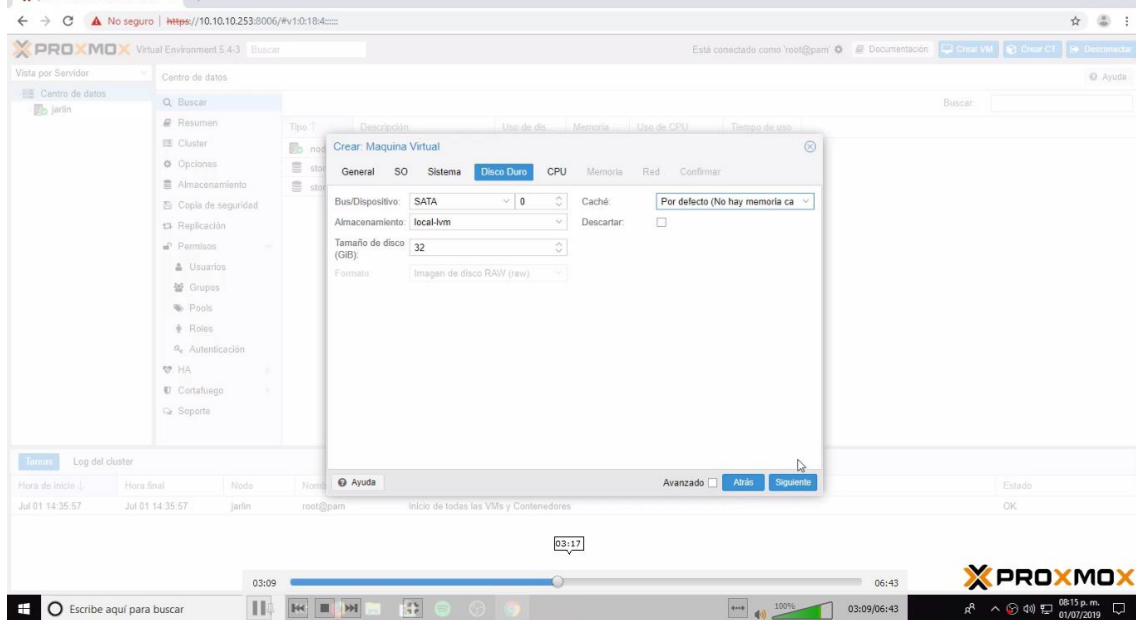 No seguro | https://10.10.10.253:8006/#v1:0:18:4::::::
PROXMOX Virtual Environment 5.4-3 Buscar
Está conectado como 'root@pam' Documentación Crear VM Crear CT Desconectar
Vista por Servidor
Centro de datos
Ayuda
Centro de datos
jarlin
Buscar
Resumen
Cluster
Opciones
Almacenamiento
Copia de seguridad
Replicación
Permisos
Usuarios
Grupos
Pools
Roles
Autenticación
HA
Cortafuego
Soporte
Buscar:
Tipo Descripción Uso de dis... Memoria ... Uso de CPU Tiempo de uso
nod
stor
stor
Crear: Maquina Virtual
General SO Sistema Disco Duro CPU Memoria Red Confirmar
Bus/Dispositivo: SATA 0 Caché: Por defecto (No hay memoria ca
Almacenamiento: local-lvm Descartar:
Tamaño de disco (GiB): 32
Formato: Imagen de disco RAW (raw)
Ayuda Avanzado Atrás Siguiente
Tareas Log del cluster
Hora de inicio Hora final Nodo Nomb Estado
Jul 01 14:35:57 Jul 01 14:35:57 jarlin root@pam Inicio de todas las VMs y Contenedores OK
03:17
03:09 06:43
PROXMOX
Escribe aquí para buscar
100%
03:09/06:43
08:15 p. m.
01/07/2019